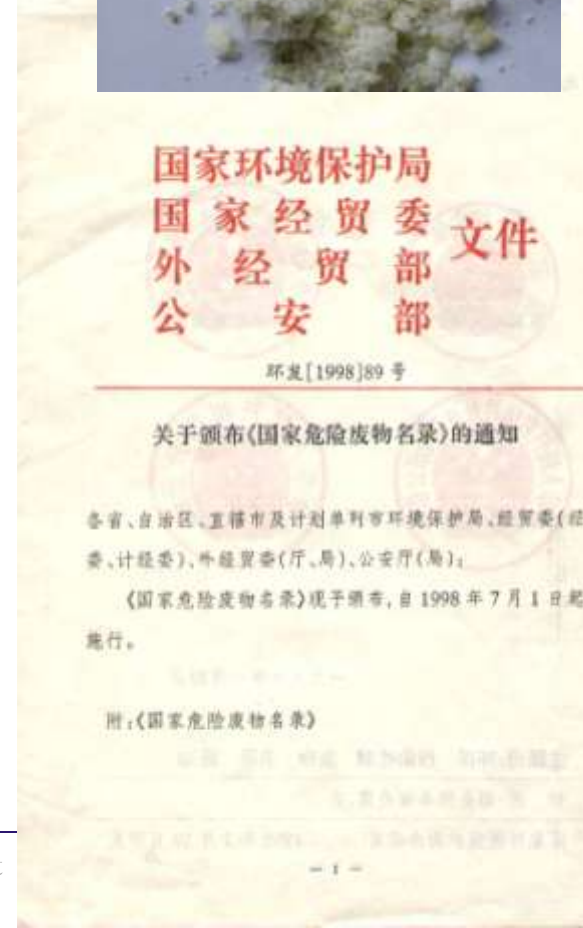 国家环境保护局
国家经贸委
外经贸部
公安部
文件
环发[1998]89号
关于颁布《国家危险废物名录》的通知
各省、自治区、直辖市及计划单列市环境保护局、经贸委(经
委、计经委)、外经贸委(厅、局)、公安厅(局):
《国家危险废物名录》现予颁布,自1998年7月1日起
施行。
附:《国家危险废物名录》
— 1 —